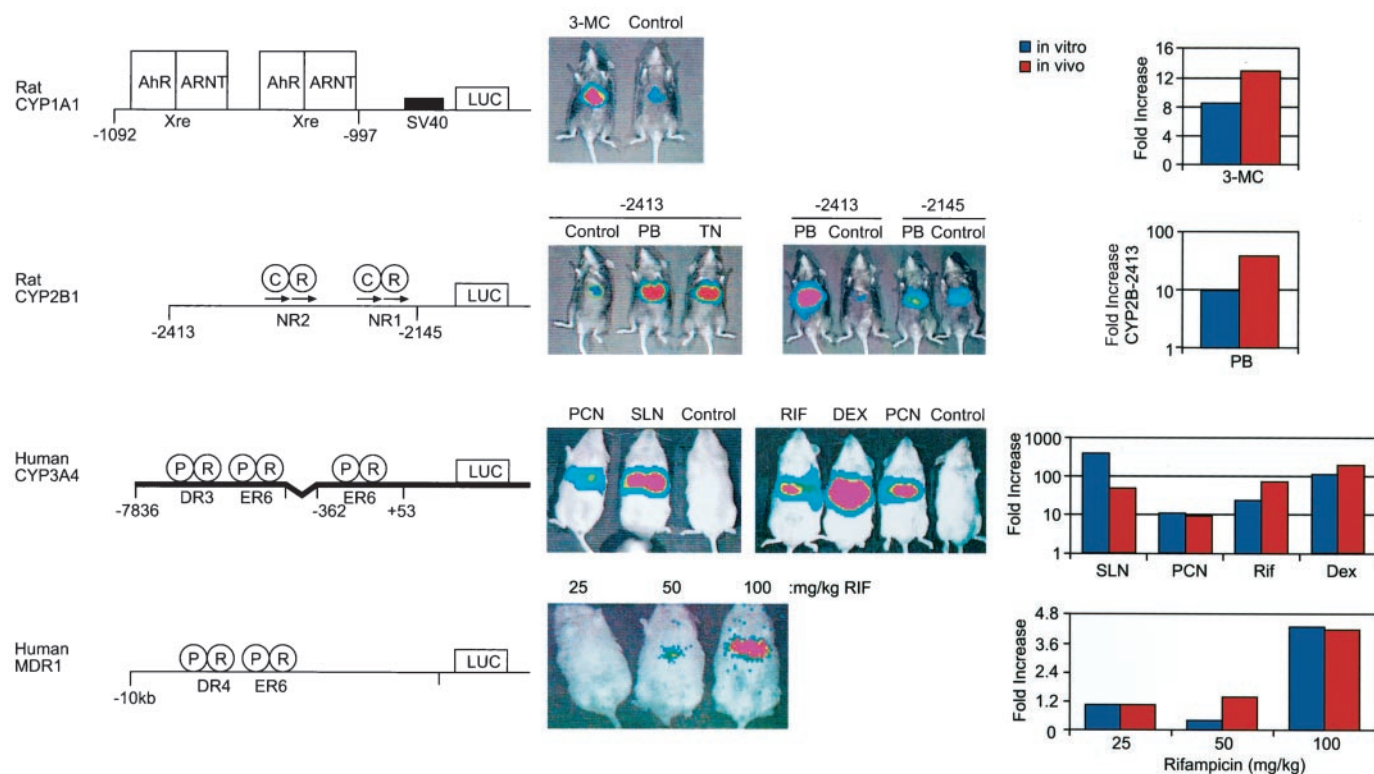 3-MC Control
Rat
CYP1A1
AhR ARNT AhR ARNT
LUC
Xre Xre SV40
-1092 -997
in vitro
in vivo
Fold Increase
16
12
8
4
0
3-MC
Rat
CYP2B1
C R C R
LUC
NR2 NR1
-2413 -2145
-2413
Control PB TN
-2413 -2145
PB Control PB Control
Fold Increase
CYP2B-2413
100
10
1
PB
Human
CYP3A4
P R P R P R
LUC
DR3 ER6 ER6
-7836 -362 +53
PCN SLN Control
RIF DEX PCN Control
Fold Increase
1000
100
10
1
SLN PCN Rif Dex
Human
MDR1
P R P R
LUC
DR4 ER6
-10kb
25 50 100 :mg/kg RIF
Fold Increase
4.8
3.6
2.4
1.2
0
25 50 100
Rifampicin (mg/kg)